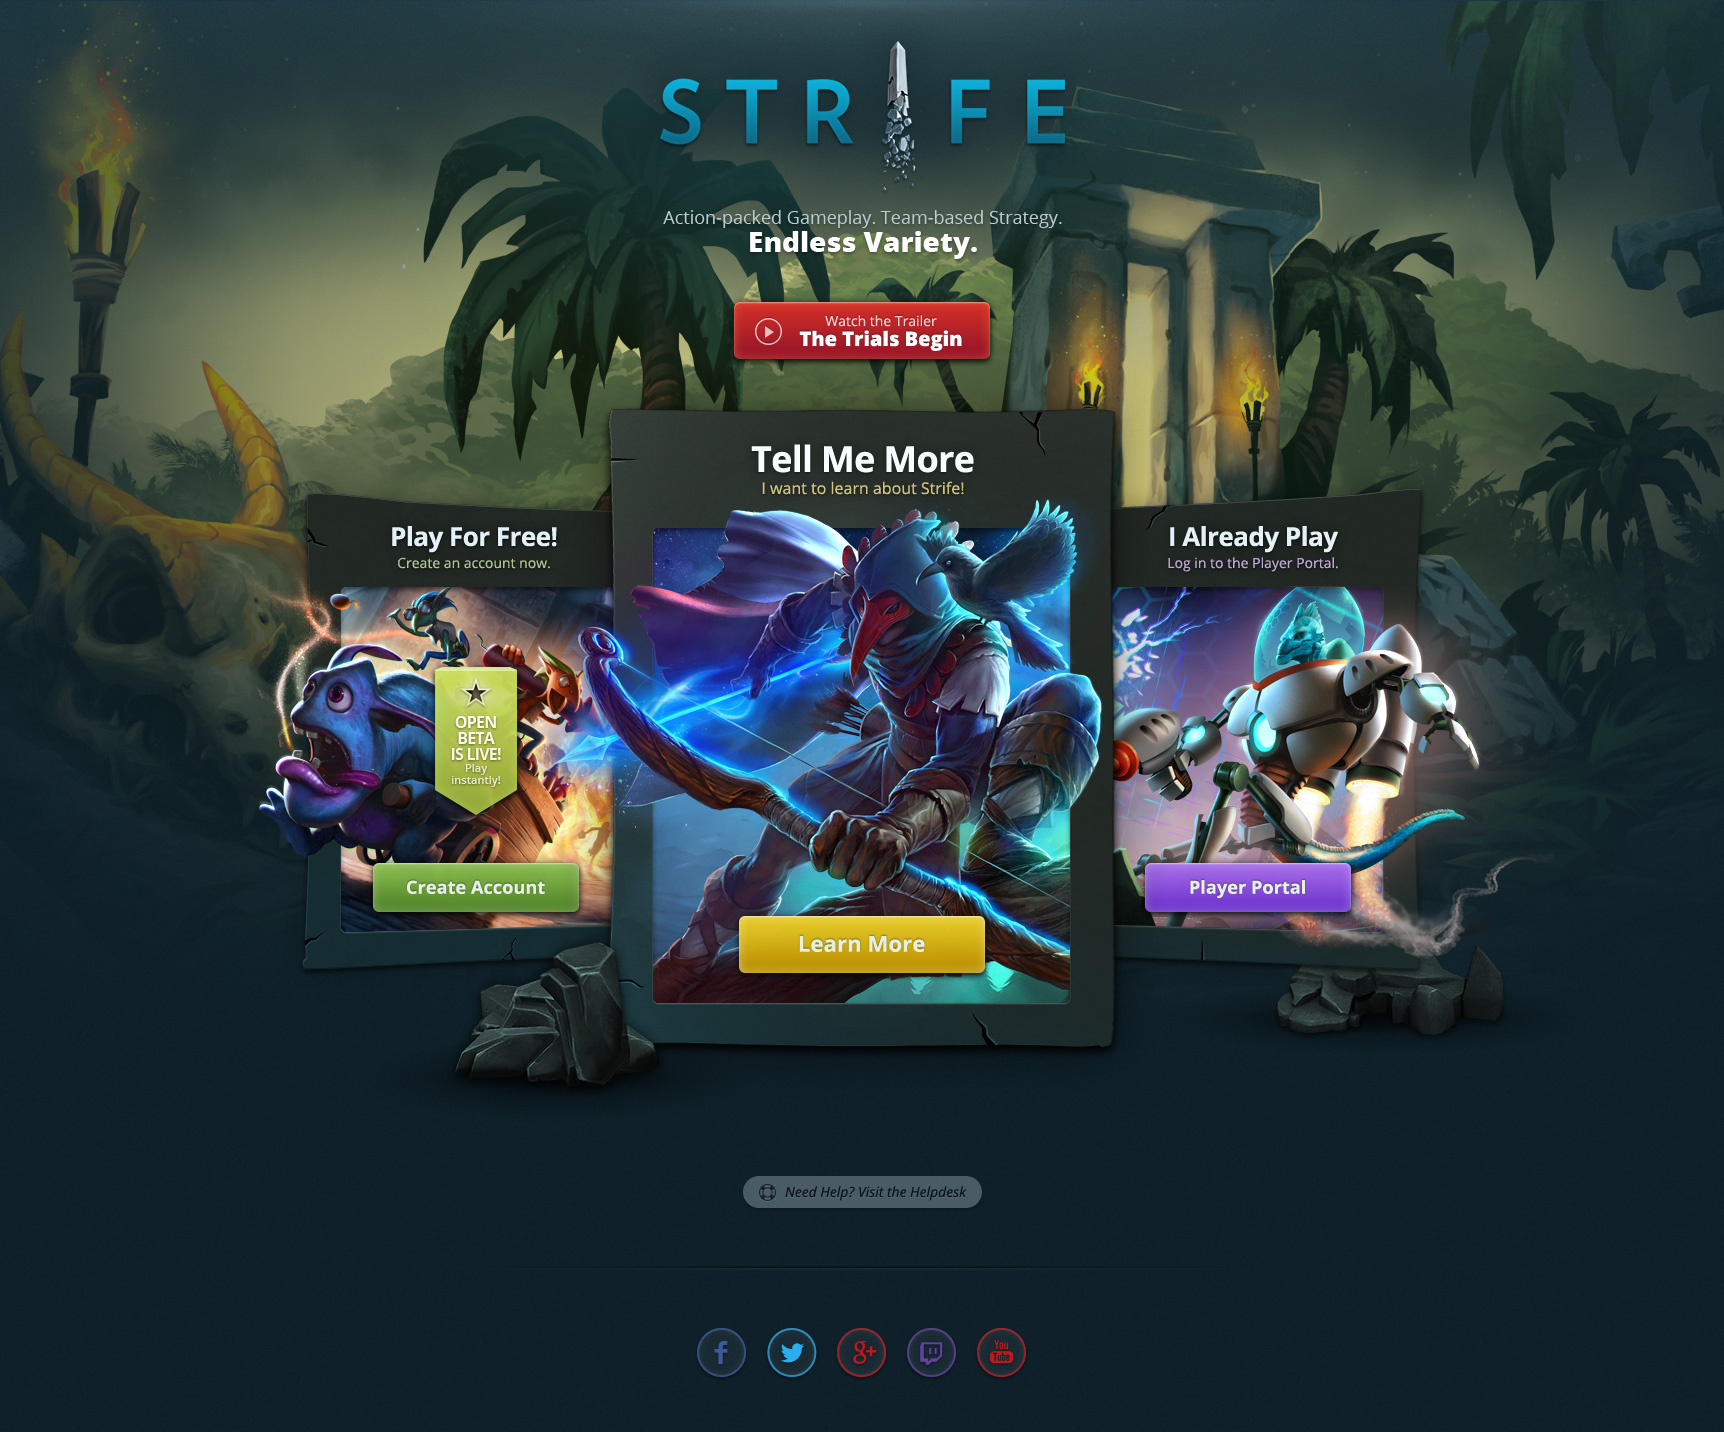 STRIFE
Action-packed Gameplay. Team-based Strategy.
Endless Variety.
Watch the Trailer
The Trials Begin
Tell Me More
I want to learn about Strife!
Play For Free!
Create an account now.
I Already Play
Log in to the Player Portal.
OPEN
BETA
IS LIVE!
Play
instantly!
Create Account
Player Portal
Learn More
Need Help? Visit the Helpdesk
f
g+
You
Tube